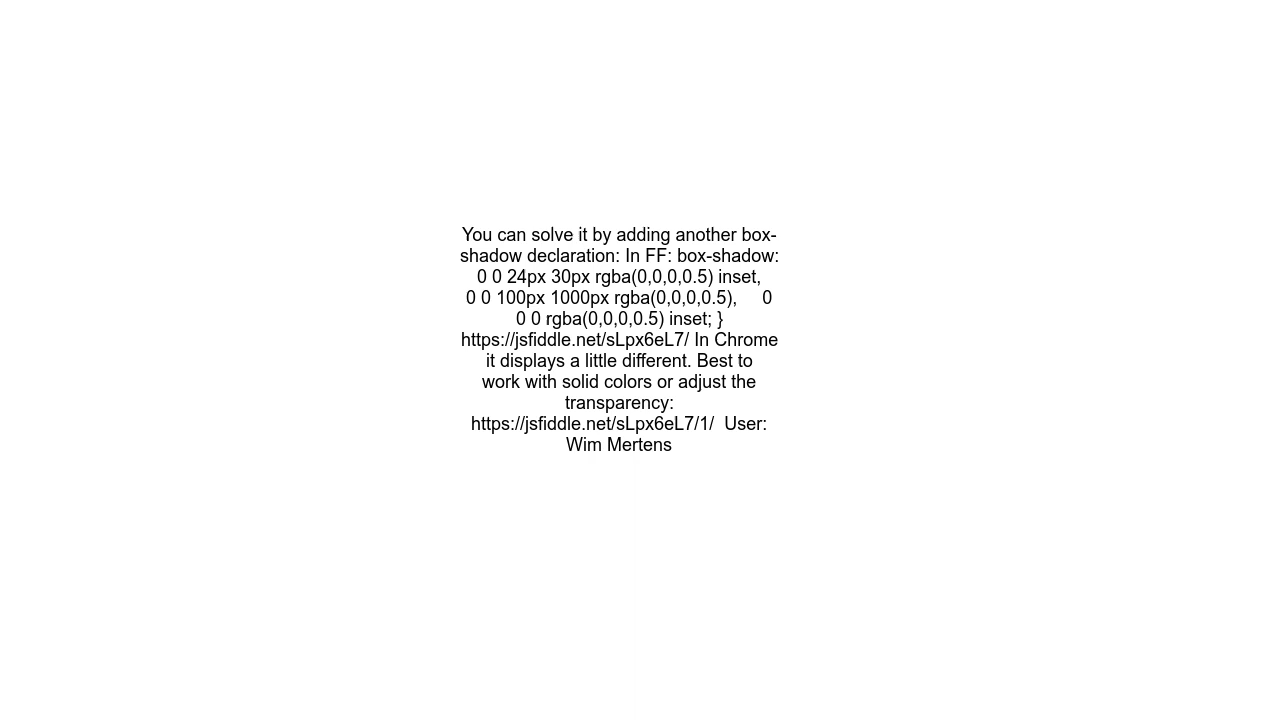 You can solve it by adding another box-
shadow declaration: In FF: box-shadow:
0 0 24px 30px rgba(0,0,0,0.5) inset,
0 0 100px 1000px rgba(0,0,0,0.5),     0
0 0 rgba(0,0,0,0.5) inset; }
https://jsfiddle.net/sLpx6eL7/ In Chrome
it displays a little different. Best to
work with solid colors or adjust the
transparency:
https://jsfiddle.net/sLpx6eL7/1/  User:
Wim Mertens